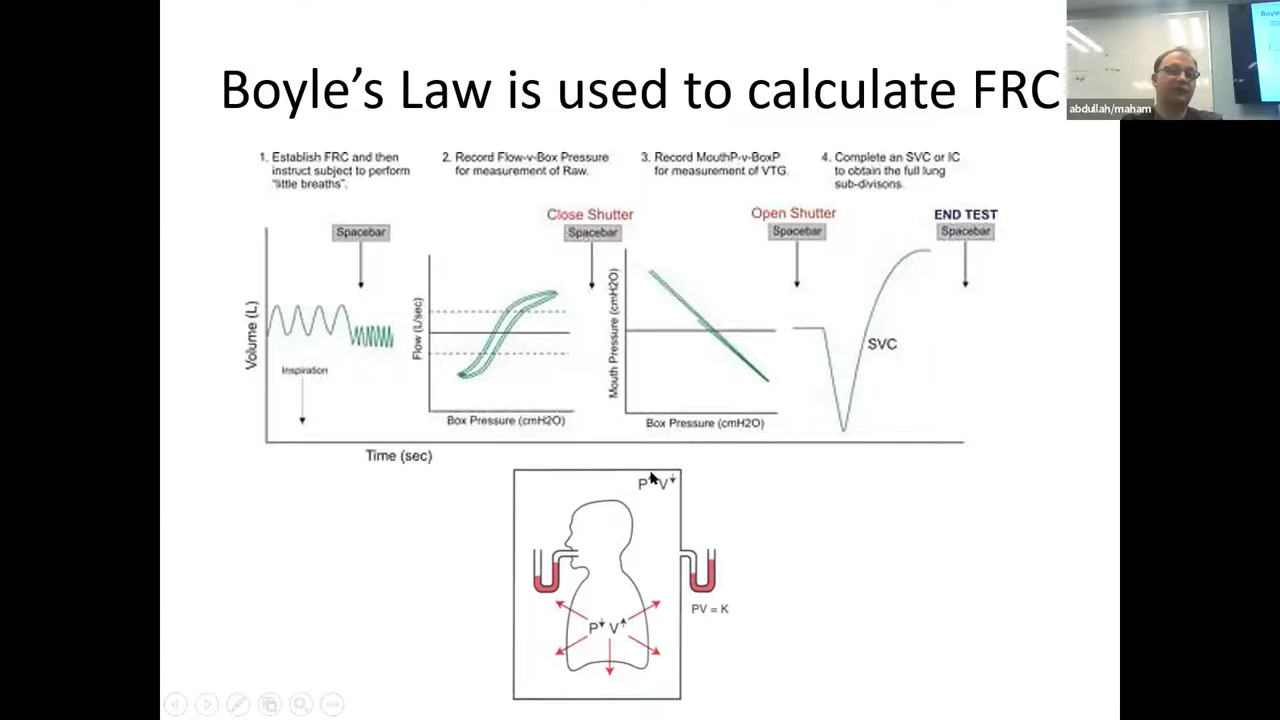 Boyle's Law is used to calculate FRC
abdullah/maham
1. Establish FRC and then
instruct subject to perform
"little breaths".
2. Record Flow-v-Box Pressure
for measurement of Raw.
3. Record MouthP-v-BoxP
for measurement of VTG.
4. Complete an SVC or IC
to obtain the full lung
sub-divisons.
Close Shutter
Open Shutter
END TEST
Spacebar
Spacebar
Spacebar
Spacebar
Volume (L)
Inspiration
Flow (L/sec)
Mouth Pressure (cmH2O)
SVC
Box Pressure (cmH2O)
Box Pressure (cmH2O)
Time (sec)
P V
P V
PV = K